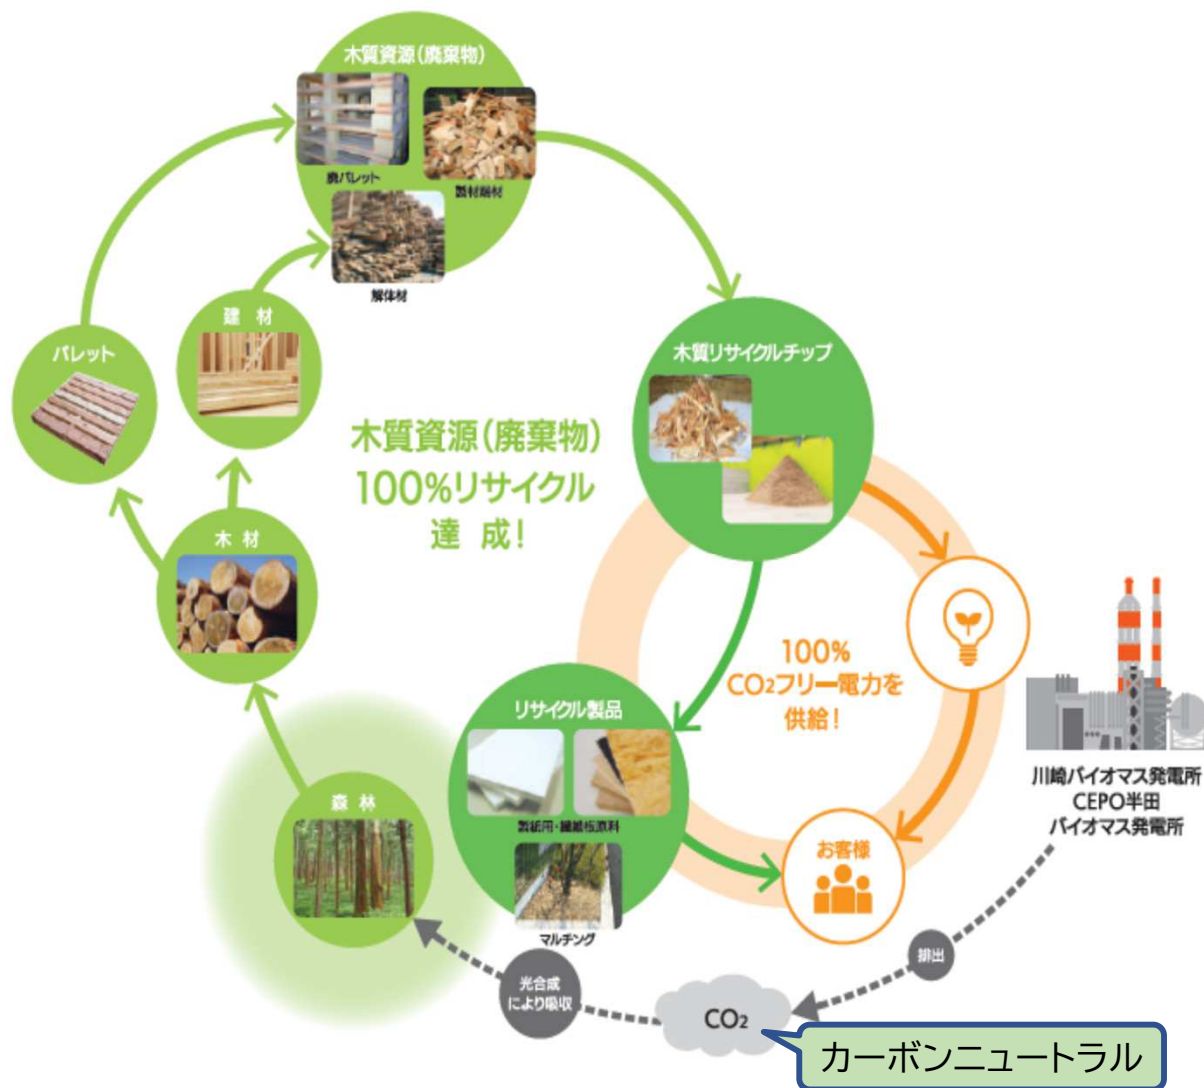 木質資源(廃棄物)
廃パレット
製材端材
解体材
建 材
パレット
木質リサイクルチップ
木質資源(廃棄物)
100%リサイクル
達 成!
木 材
100%
CO2フリー電力を
供給!
リサイクル製品
製紙用・繊維板原料
マルチング
森 林
川崎バイオマス発電所
CEPO半田
バイオマス発電所
お客様
排出
光合成
により吸収
CO2
カーボンニュートラル